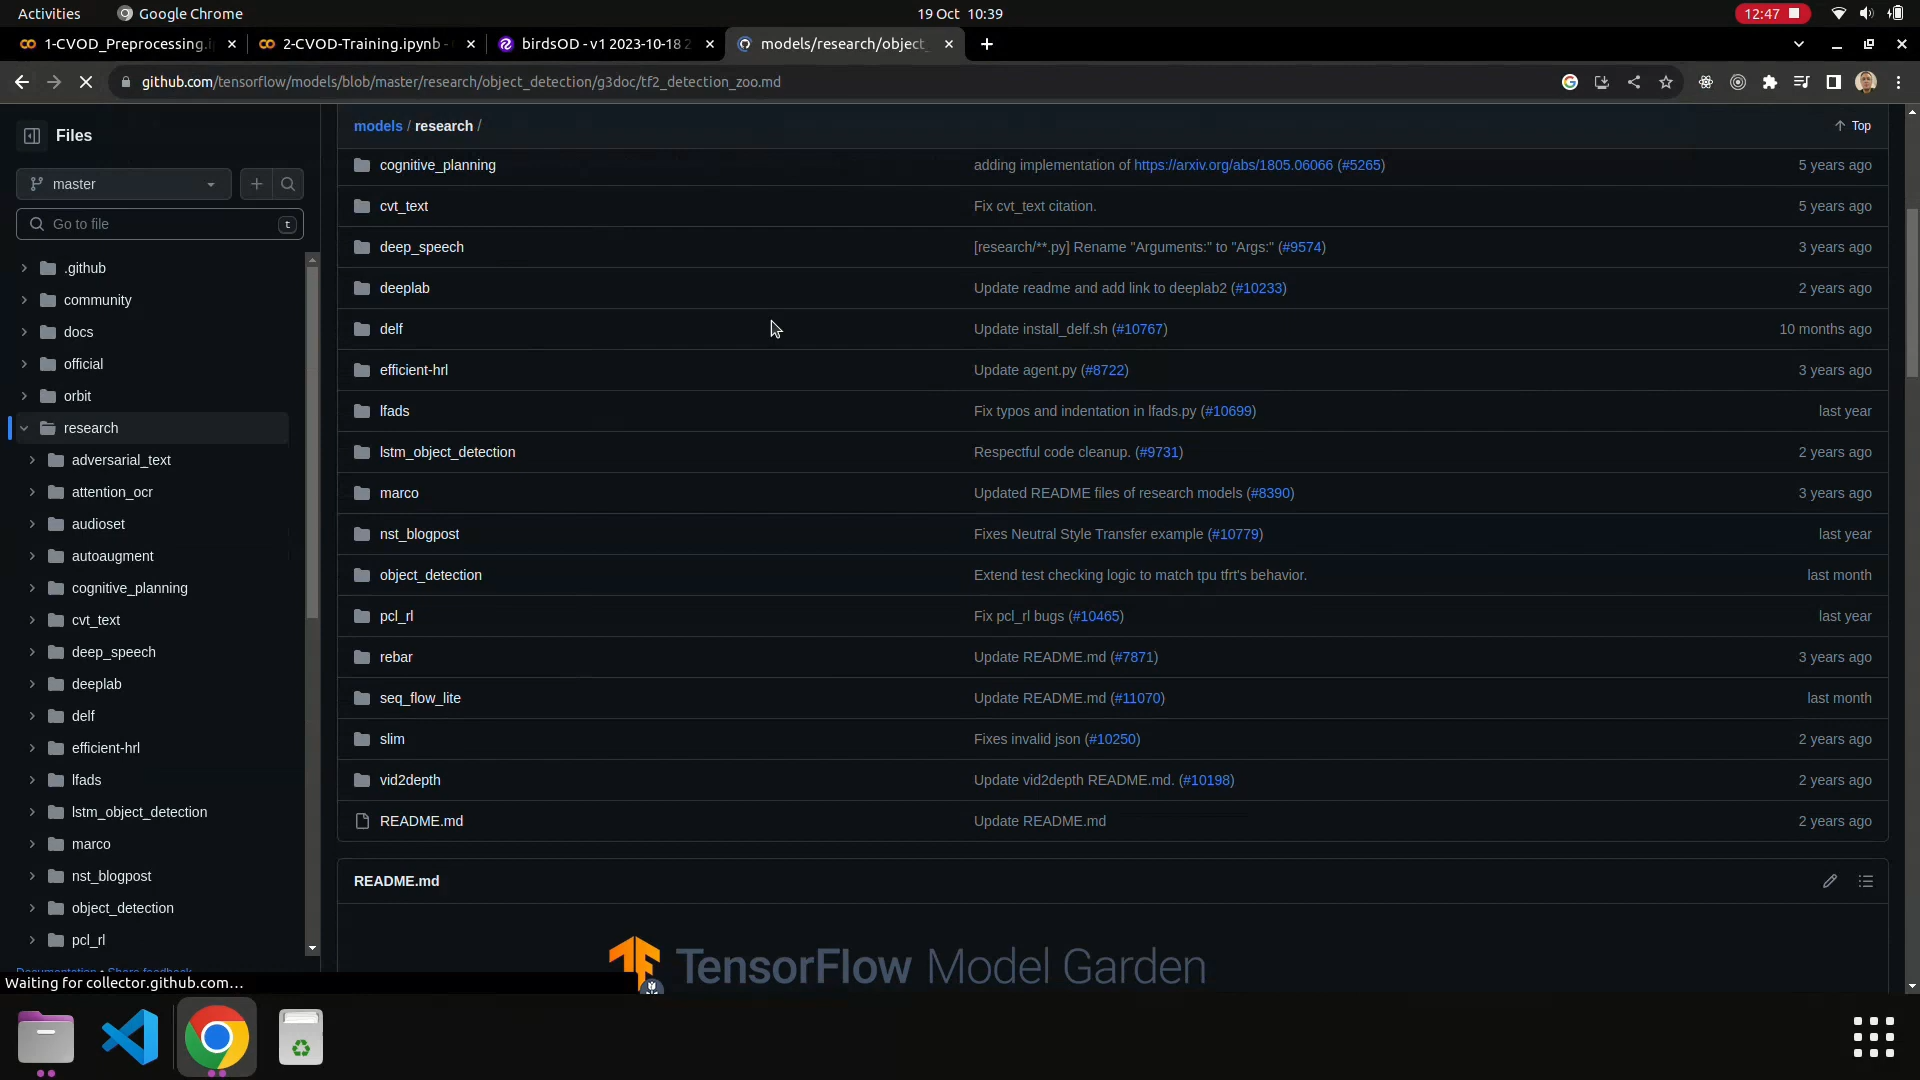 Activities
Google Chrome
19 Oct 10:39
12:47
1-CVOD_Preprocessing.i
2-CVOD-Training.ipynb -
birdsOD - v1 2023-10-18 2
models/research/object_
github.com/tensorflow/models/blob/master/research/object_detection/g3doc/tf2_detection_zoo.md
Files
master
Go to file
t
.github
community
docs
official
orbit
research
adversarial_text
attention_ocr
audioset
autoaugment
cognitive_planning
cvt_text
deep_speech
deeplab
delf
efficient-hrl
lfads
lstm_object_detection
marco
nst_blogpost
object_detection
pcl_rl
Documentation • Share feedback
Waiting for collector.github.com...
models / research /
Top
cognitive_planning adding implementation of https://arxiv.org/abs/1805.06066 (#5265) 5 years ago
cvt_text Fix cvt_text citation. 5 years ago
deep_speech [research/**.py] Rename "Arguments:" to "Args:" (#9574) 3 years ago
deeplab Update readme and add link to deeplab2 (#10233) 2 years ago
delf Update install_delf.sh (#10767) 10 months ago
efficient-hrl Update agent.py (#8722) 3 years ago
lfads Fix typos and indentation in lfads.py (#10699) last year
lstm_object_detection Respectful code cleanup. (#9731) 2 years ago
marco Updated README files of research models (#8390) 3 years ago
nst_blogpost Fixes Neutral Style Transfer example (#10779) last year
object_detection Extend test checking logic to match tpu tfrt's behavior. last month
pcl_rl Fix pcl_rl bugs (#10465) last year
rebar Update README.md (#7871) 3 years ago
seq_flow_lite Update README.md (#11070) last month
slim Fixes invalid json (#10250) 2 years ago
vid2depth Update vid2depth README.md. (#10198) 2 years ago
README.md Update README.md 2 years ago
README.md
TensorFlow Model Garden